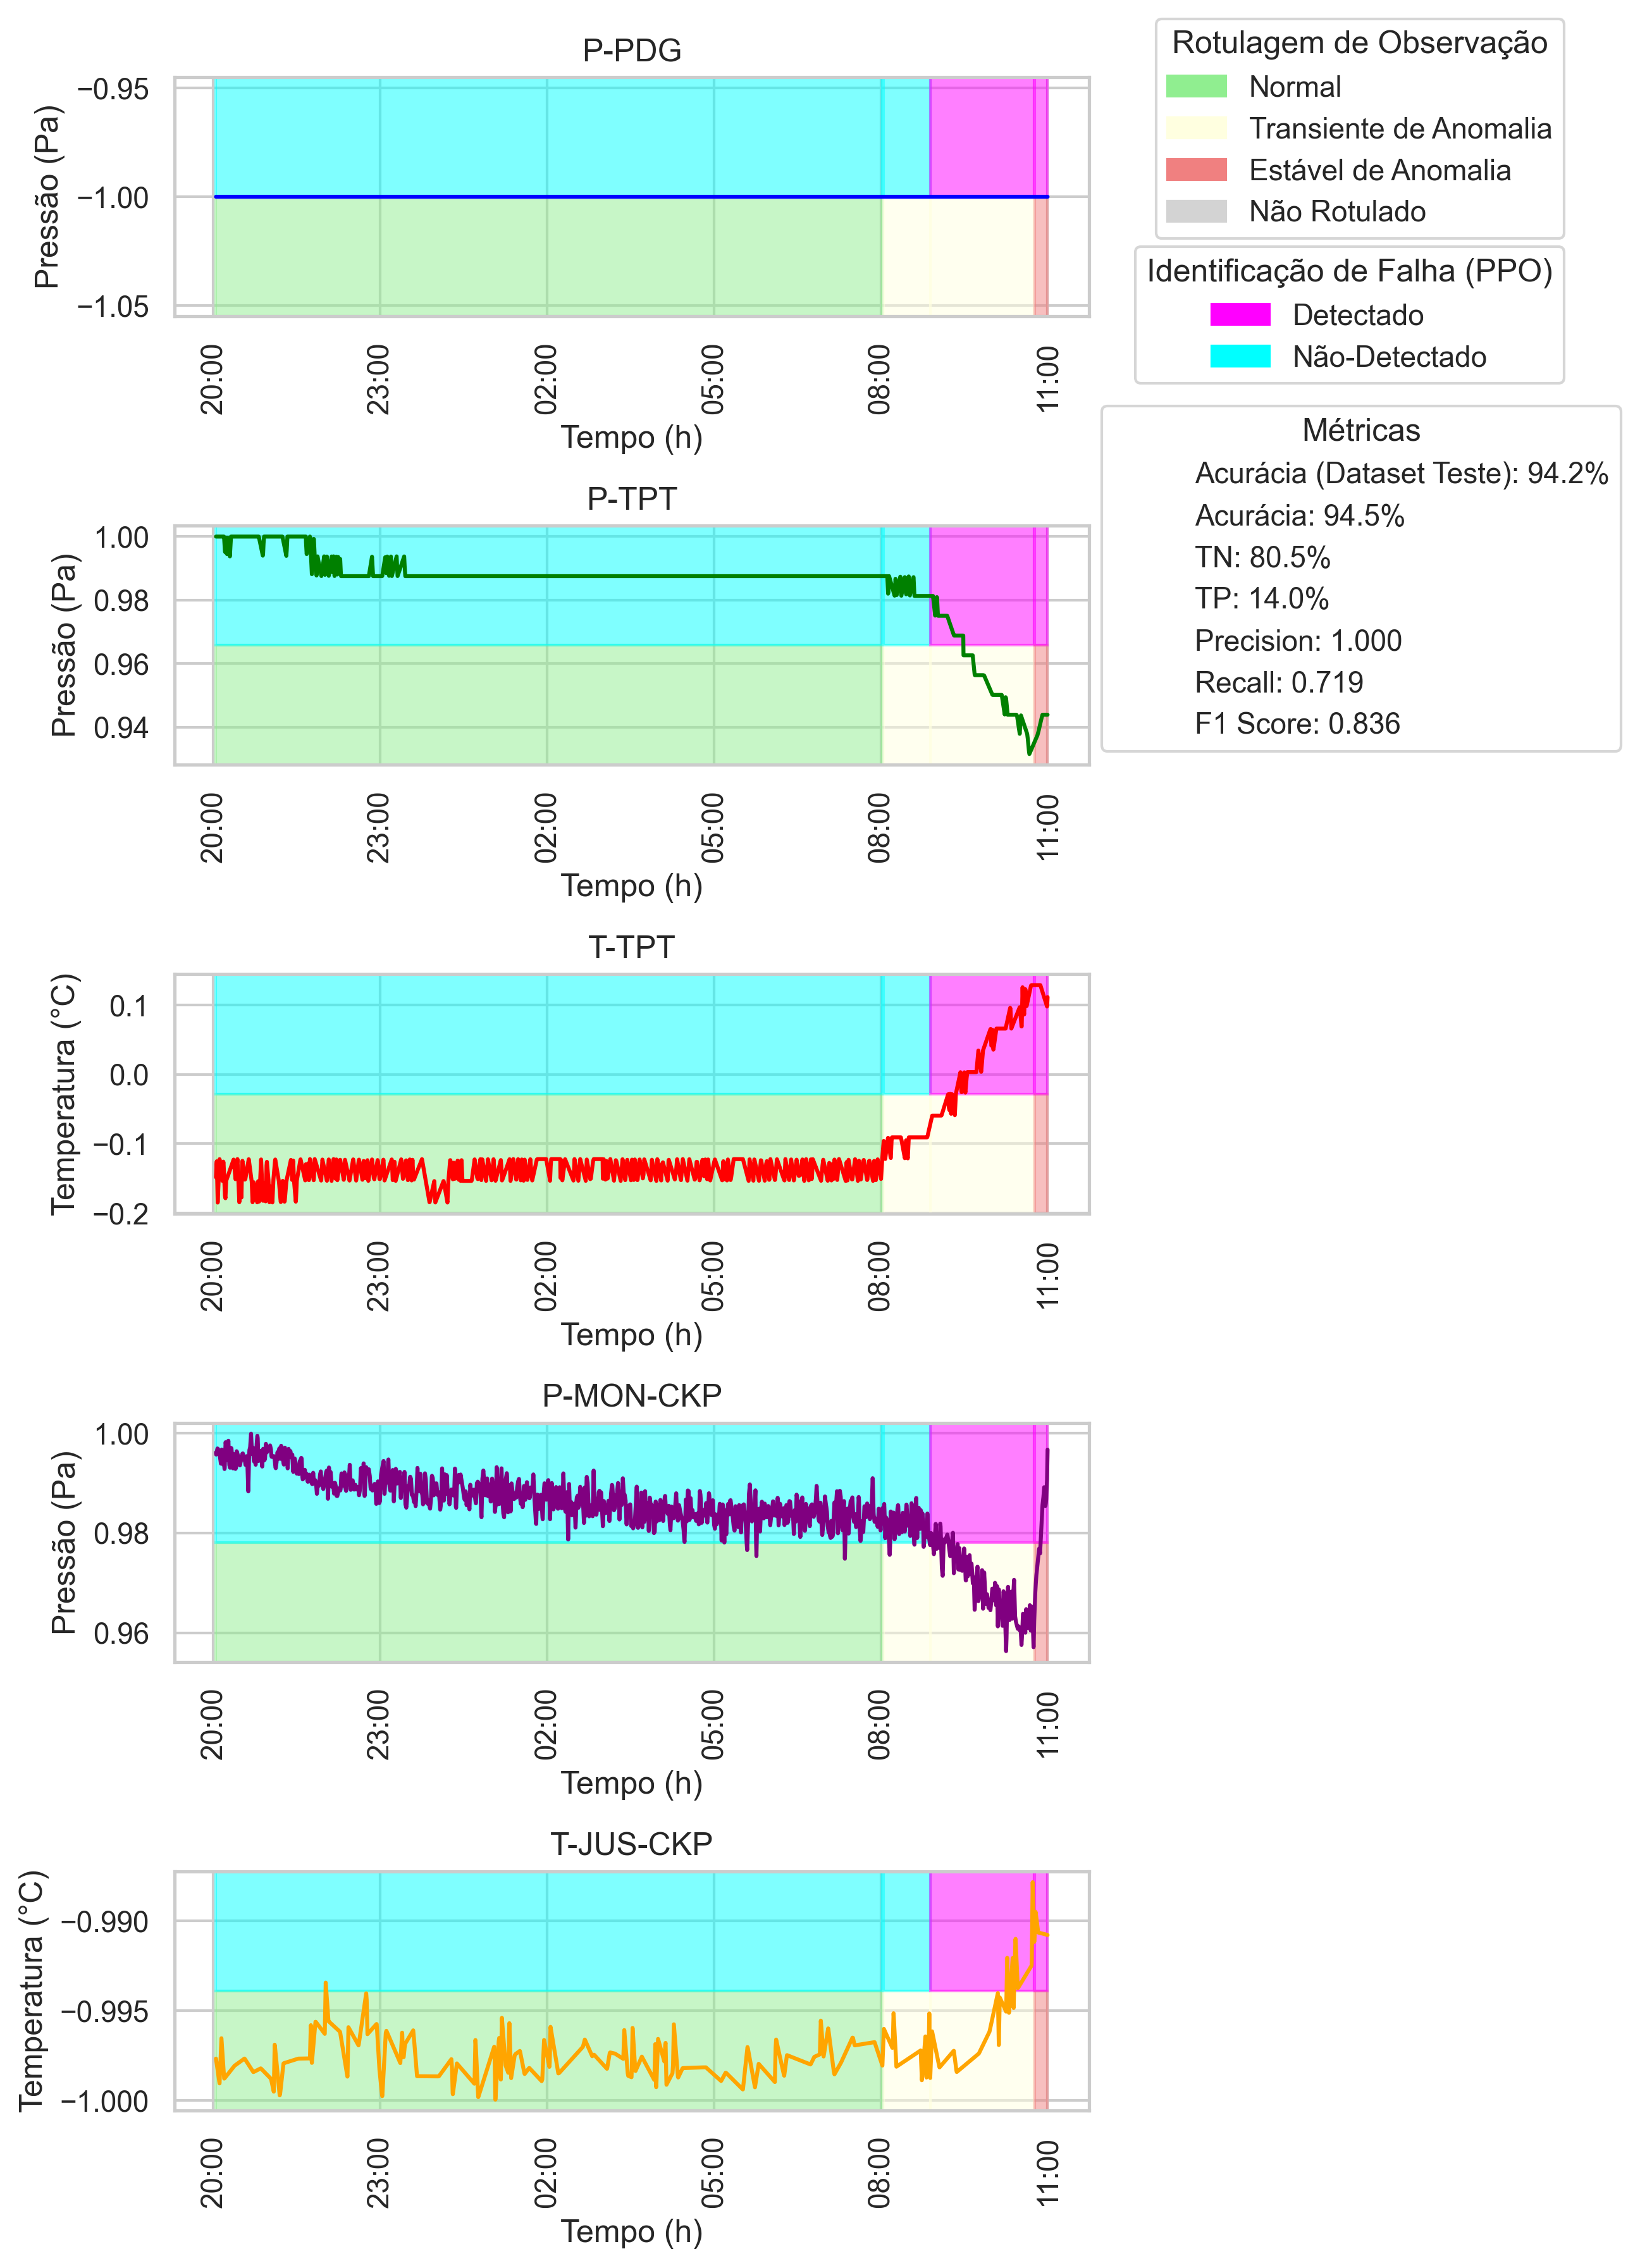 P-PDG
Pressão (Pa)
−0.95
−1.00
−1.05
20:00
23:00
02:00
05:00
08:00
11:00
Tempo (h)
Rotulagem de Observação
Normal
Transiente de Anomalia
Estável de Anomalia
Não Rotulado
Identificação de Falha (PPO)
Detectado
Não-Detectado
Métricas
Acurácia (Dataset Teste): 94.2%
Acurácia: 94.5%
TN: 80.5%
TP: 14.0%
Precision: 1.000
Recall: 0.719
F1 Score: 0.836
P-TPT
Pressão (Pa)
1.00
0.98
0.96
0.94
20:00
23:00
02:00
05:00
08:00
11:00
Tempo (h)
T-TPT
Temperatura (°C)
0.1
0.0
−0.1
−0.2
20:00
23:00
02:00
05:00
08:00
11:00
Tempo (h)
P-MON-CKP
Pressão (Pa)
1.00
0.98
0.96
20:00
23:00
02:00
05:00
08:00
11:00
Tempo (h)
T-JUS-CKP
Temperatura (°C)
−0.990
−0.995
−1.000
20:00
23:00
02:00
05:00
08:00
11:00
Tempo (h)